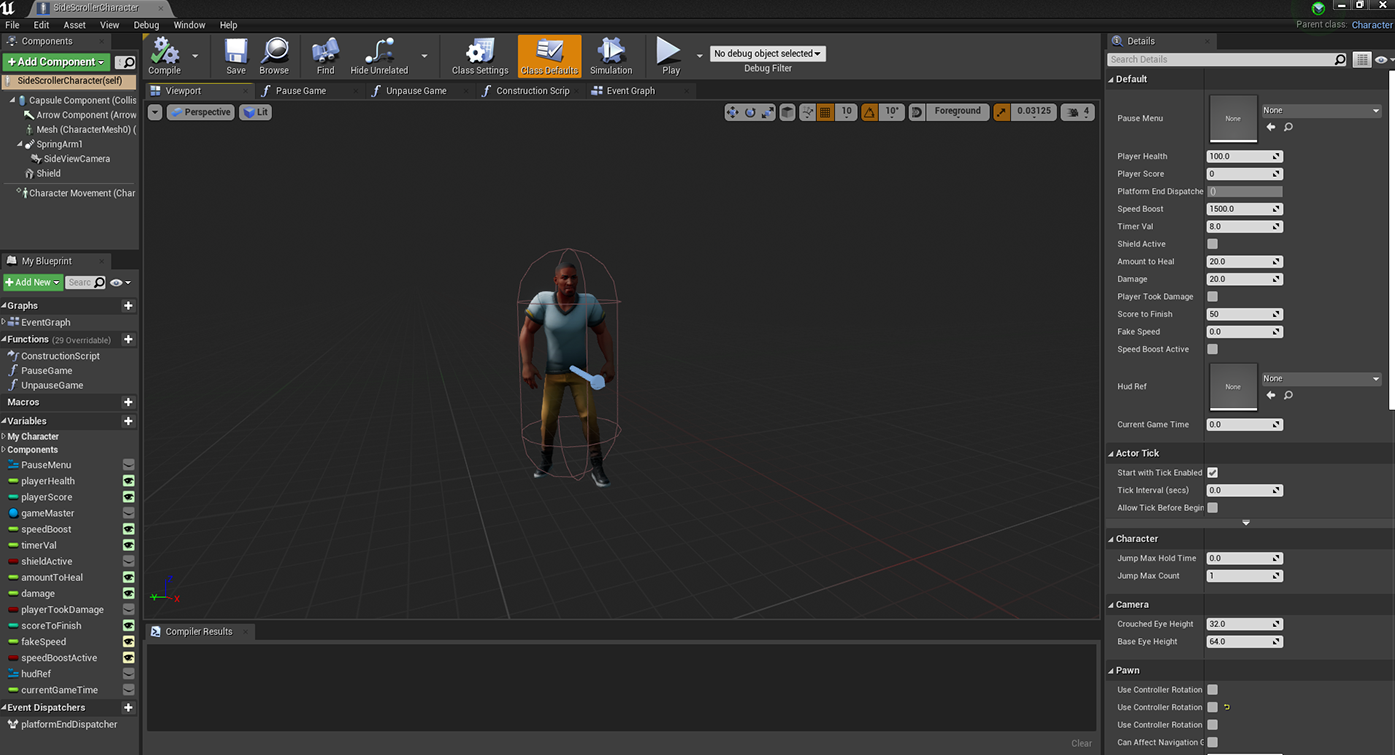 SideScrollerCharacter
File Edit Asset View Debug Window Help
Parent class: Character
Components
+ Add Component
SideScrollerCharacter(self)
Capsule Component (Collis
Arrow Component (Arrow
Mesh (CharacterMesh0) (
SpringArm1
SideViewCamera
Shield
Character Movement (Char
My Blueprint
+ Add New
Searc
Graphs
EventGraph
Functions (29 Overridable)
ConstructionScript
PauseGame
UnpauseGame
Macros
Variables
My Character
Components
PauseMenu
playerHealth
playerScore
gameMaster
speedBoost
timerVal
shieldActive
amountToHeal
damage
playerTookDamage
scoreToFinish
fakeSpeed
speedBoostActive
hudRef
currentGameTime
Event Dispatchers
platformEndDispatcher
Compile Save Browse Find Hide Unrelated Class Settings Class Defaults Simulation Play
No debug object selected
Debug Filter
Viewport Pause Game Unpause Game Construction Scrip Event Graph
Perspective Lit
10 10° Foreground 0.03125 4
Z
Y X
Compiler Results
Clear
Details
Search Details
Default
Pause Menu None None
Player Health 100.0
Player Score 0
Platform End Dispatche ()
Speed Boost 1500.0
Timer Val 8.0
Shield Active
Amount to Heal 20.0
Damage 20.0
Player Took Damage
Score to Finish 50
Fake Speed 0.0
Speed Boost Active
Hud Ref None None
Current Game Time 0.0
Actor Tick
Start with Tick Enabled
Tick Interval (secs) 0.0
Allow Tick Before Begin
Character
Jump Max Hold Time 0.0
Jump Max Count 1
Camera
Crouched Eye Height 32.0
Base Eye Height 64.0
Pawn
Use Controller Rotation
Use Controller Rotation
Use Controller Rotation
Can Affect Navigation G